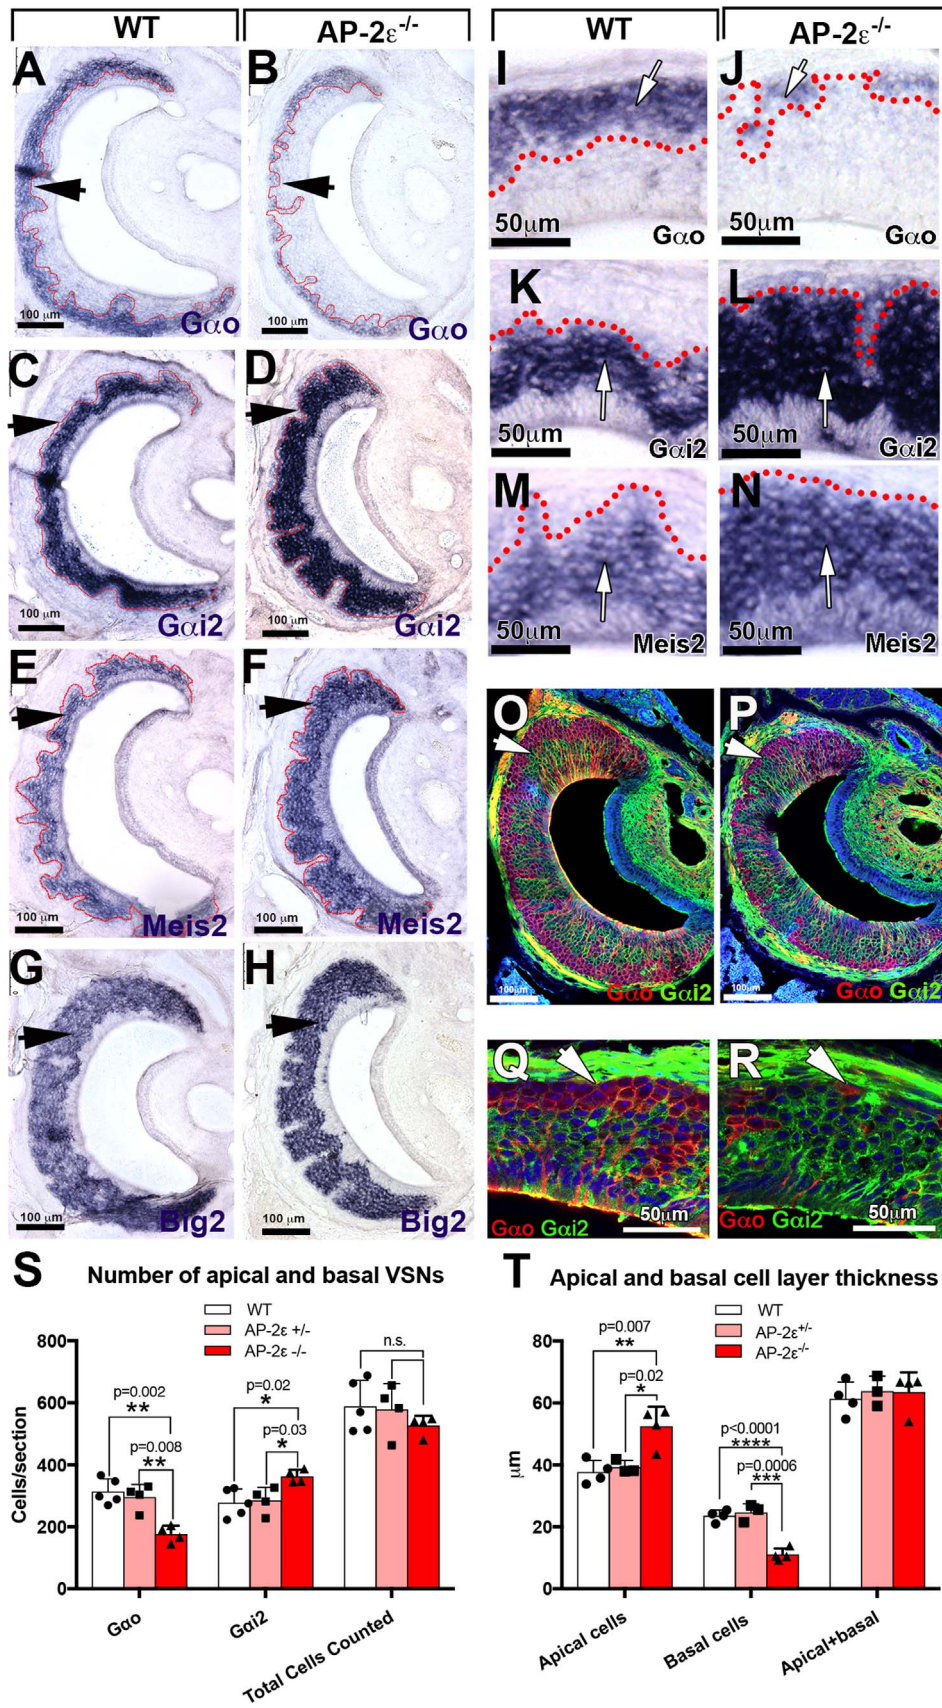 WT
AP-2ε-/-
WT
AP-2ε-/-
A
100 µm
Gαo
B
100 µm
Gαo
C
100 µm
Gαi2
D
100 µm
Gαi2
E
100 µm
Meis2
F
100 µm
Meis2
G
100 µm
Big2
H
100 µm
Big2
I
50µm
Gαo
J
50µm
Gαo
K
50µm
Gαi2
L
50µm
Gαi2
M
50µm
Meis2
N
50µm
Meis2
O
100µm
Gαo Gαi2
P
100µm
Gαo Gαi2
Q
Gαo Gαi2
50µm
R
Gαo Gαi2
50µm
S
Number of apical and basal VSNs
WT
AP-2ε +/-
AP-2ε -/-
Cells/section
800
600
400
200
0
p=0.002
**
p=0.008
**
p=0.02
*
p=0.03
*
n.s.
Gαo
Gαi2
Total Cells Counted
T
Apical and basal cell layer thickness
WT
AP-2ε+/-
AP-2ε-/-
µm
80
60
40
20
0
p=0.007
**
p=0.02
*
p<0.0001
****
p=0.0006
***
Apical cells
Basal cells
Apical+basal